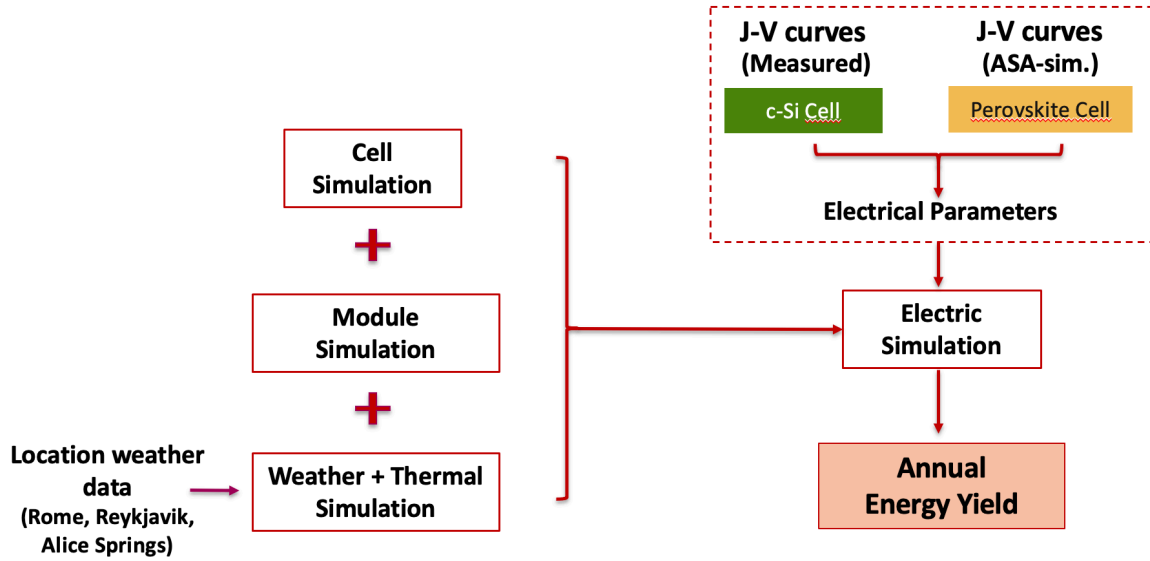 J-V curves
(Measured)
J-V curves
(ASA-sim.)
c-Si Cell
Perovskite Cell
Electrical Parameters
Cell
Simulation
+
Module
Simulation
+
Weather + Thermal
Simulation
Location weather
data
(Rome, Reykjavik,
Alice Springs)
Electric
Simulation
Annual
Energy Yield